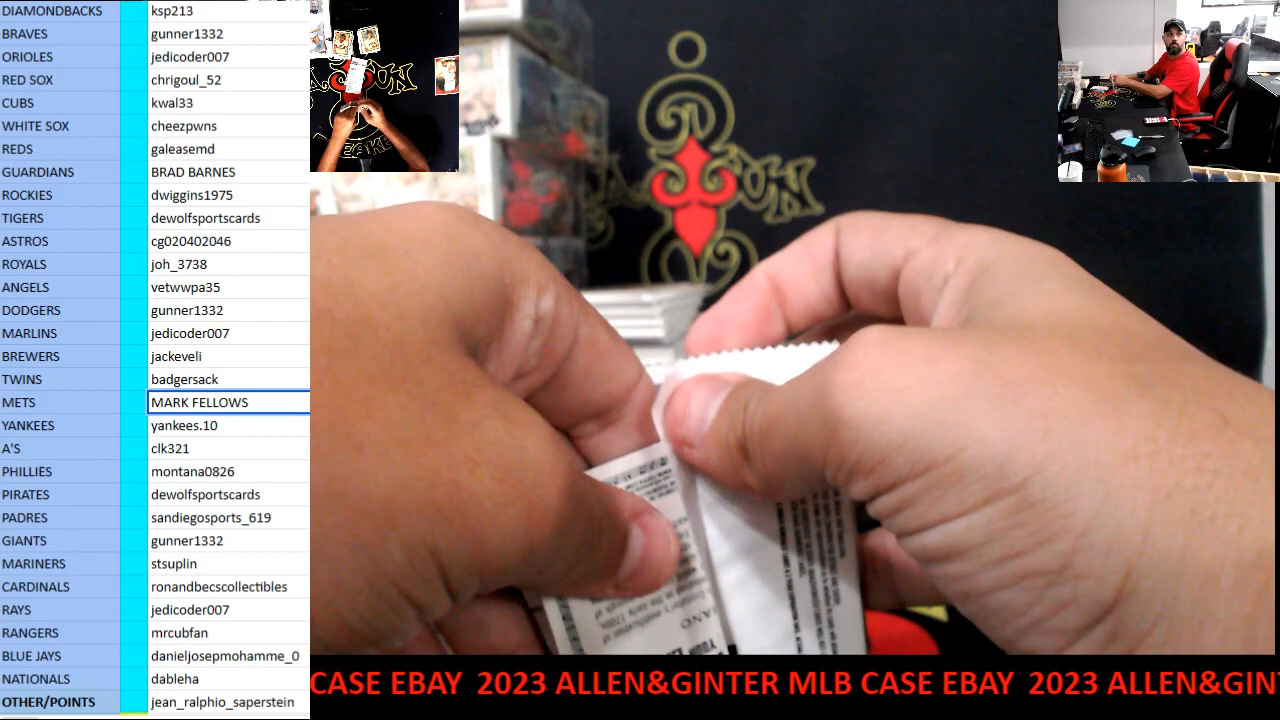 DIAMONDBACKS ksp213
BRAVES gunner1332
ORIOLES jedicoder007
RED SOX chrigoul_52
CUBS kwal33
WHITE SOX cheezpwns
REDS galeasemd
GUARDIANS BRAD BARNES
ROCKIES dwiggins1975
TIGERS dewolfsportscards
ASTROS cg020402046
ROYALS joh_3738
ANGELS vetwwpa35
DODGERS gunner1332
MARLINS jedicoder007
BREWERS jackeveli
TWINS badgersack
METS MARK FELLOWS
YANKEES yankees.10
A'S clk321
PHILLIES montana0826
PIRATES dewolfsportscards
PADRES sandiegosports_619
GIANTS gunner1332
MARINERS stsuplin
CARDINALS ronandbecscollectibles
RAYS jedicoder007
RANGERS mrcubfan
BLUE JAYS danieljosepmohamme_0
NATIONALS dableha
OTHER/POINTS jean_ralphio_saperstein
CASE EBAY 2023 ALLEN&GINTER MLB CASE EBAY 2023 ALLEN&GIN